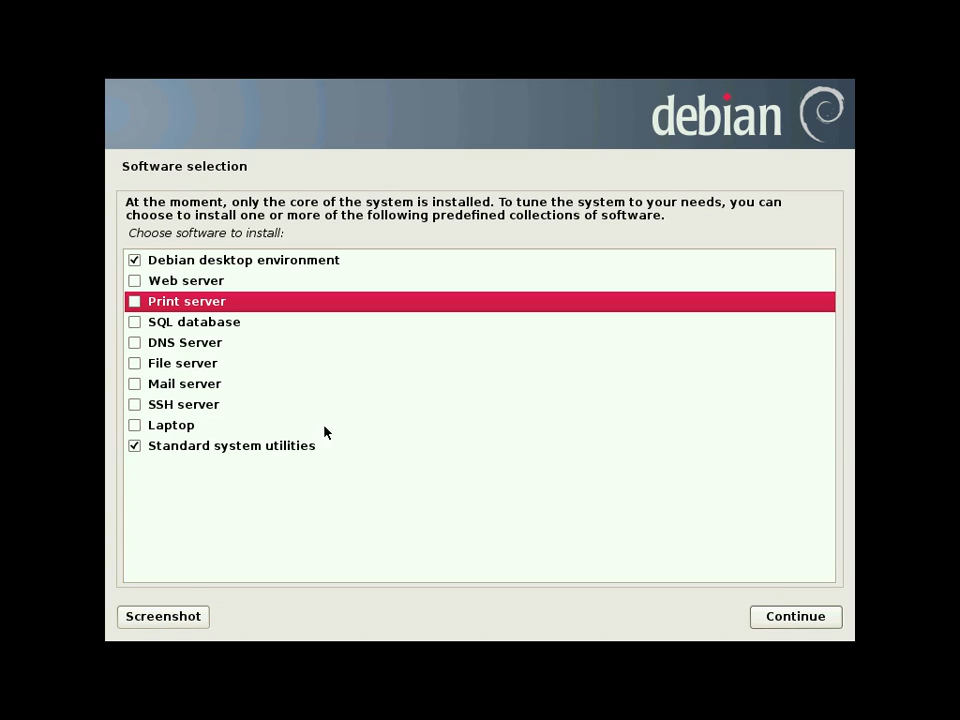 debian
Software selection
At the moment, only the core of the system is installed. To tune the system to your needs, you can
choose to install one or more of the following predefined collections of software.
Choose software to install:
Debian desktop environment
Web server
Print server
SQL database
DNS Server
File server
Mail server
SSH server
Laptop
Standard system utilities
Screenshot
Continue